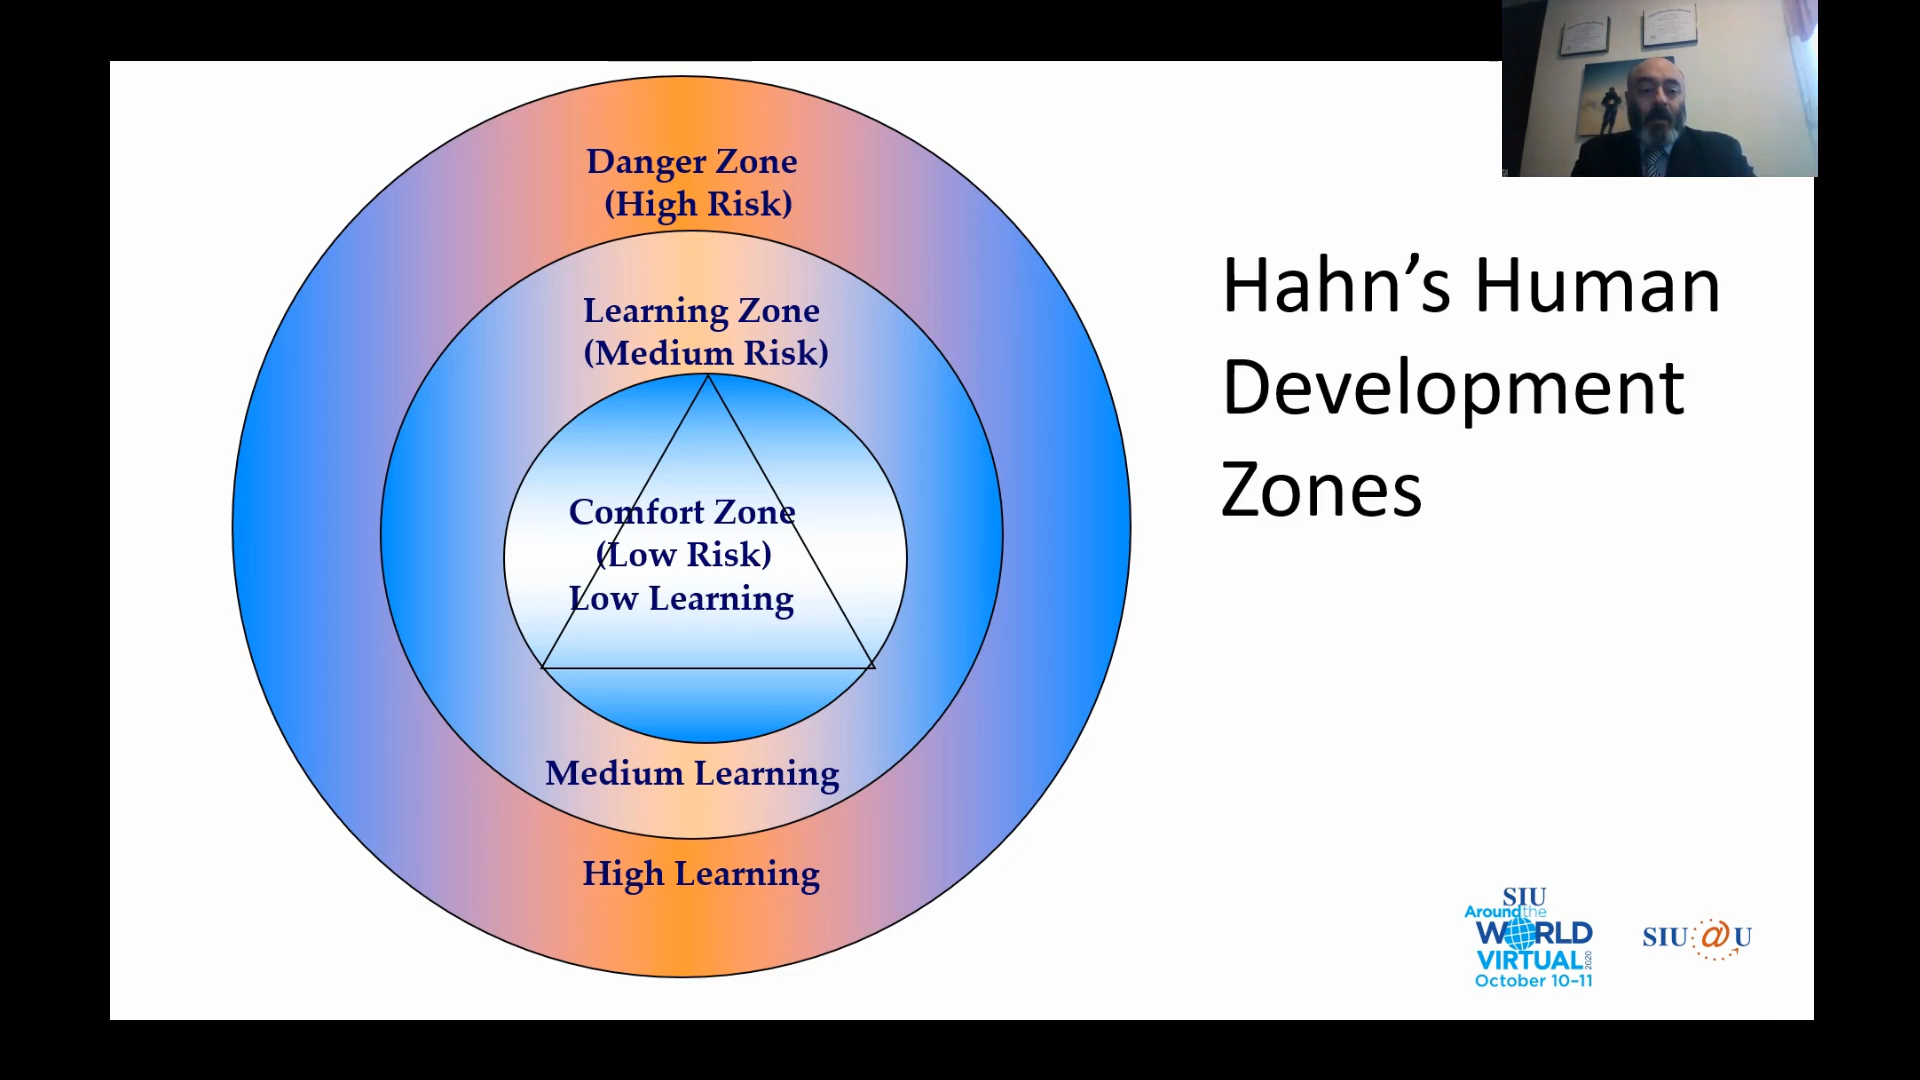 Danger Zone
(High Risk)
Learning Zone
(Medium Risk)
Comfort Zone
(Low Risk)
Low Learning
Medium Learning
High Learning
Hahn’s Human
Development
Zones
SIU
Around the
WORLD
VIRTUAL 2020
October 10–11
SIU @ U